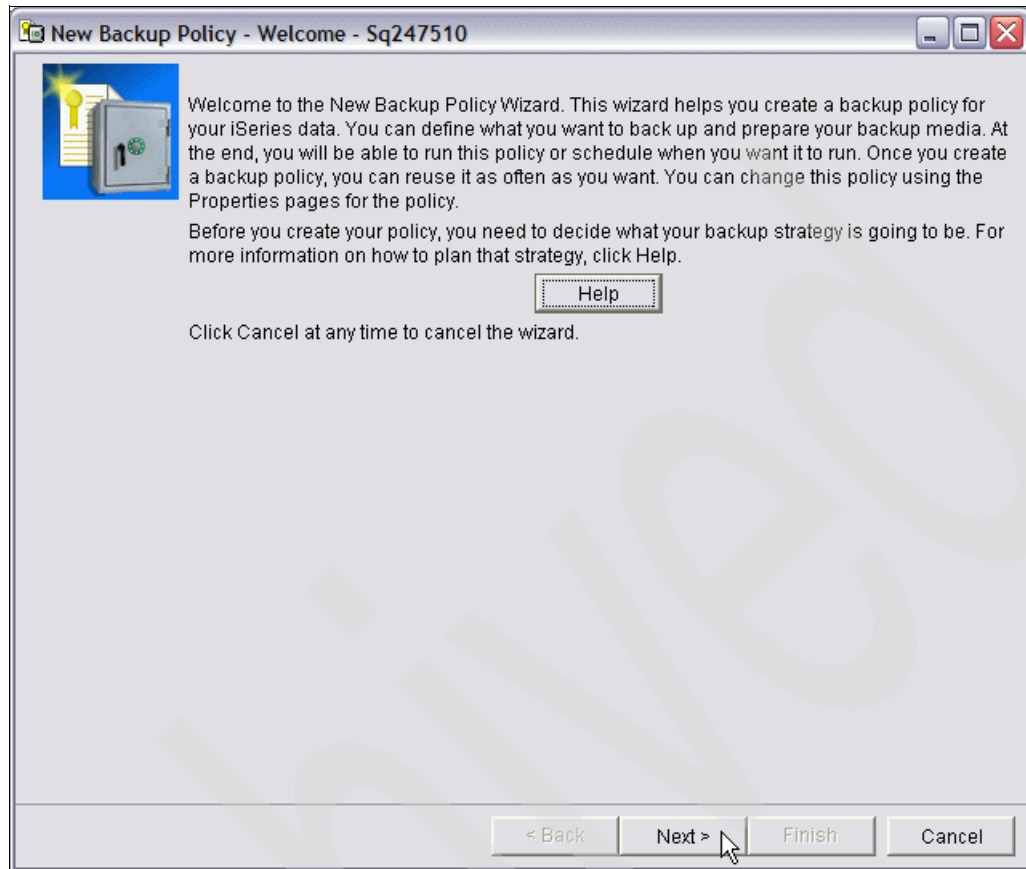 New Backup Policy - Welcome - Sq247510
Welcome to the New Backup Policy Wizard. This wizard helps you create a backup policy for
your iSeries data. You can define what you want to back up and prepare your backup media. At
the end, you will be able to run this policy or schedule when you want it to run. Once you create
a backup policy, you can reuse it as often as you want. You can change this policy using the
Properties pages for the policy.
Before you create your policy, you need to decide what your backup strategy is going to be. For
more information on how to plan that strategy, click Help.
Help
Click Cancel at any time to cancel the wizard.
< Back
Next >
Finish
Cancel